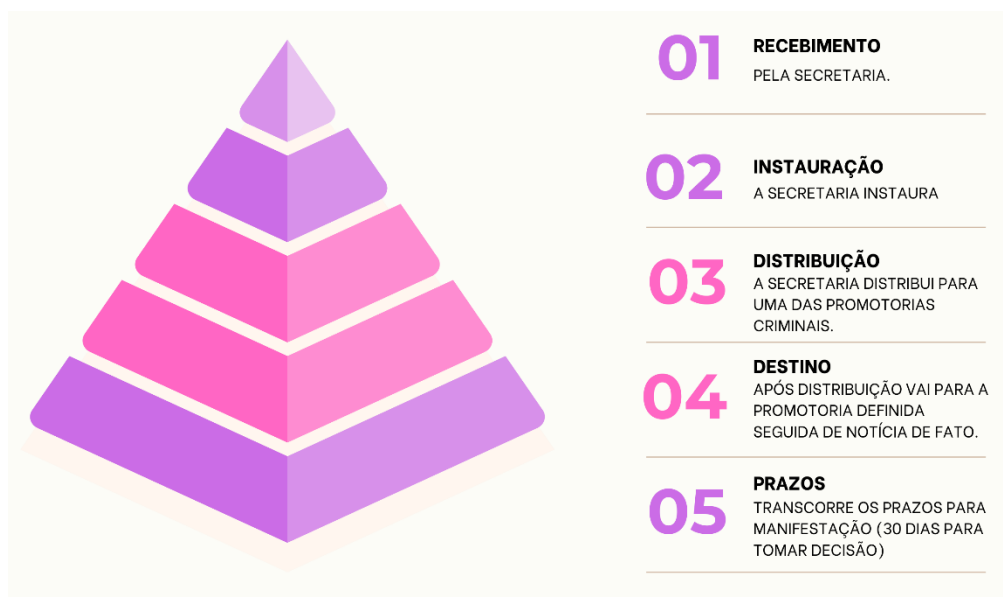 01
RECEBIMENTO
PELA SECRETARIA.
02
INSTAURAÇÃO
A SECRETARIA INSTAURA
03
DISTRIBUIÇÃO
A SECRETARIA DISTRIBUI PARA
UMA DAS PROMOTORIAS
CRIMINAIS.
04
DESTINO
APÓS DISTRIBUIÇÃO VAI PARA A
PROMOTORIA DEFINIDA
SEGUIDA DE NOTÍCIA DE FATO.
05
PRAZOS
TRANSCORRE OS PRAZOS PARA
MANIFESTAÇÃO (30 DIAS PARA
TOMAR DECISÃO)